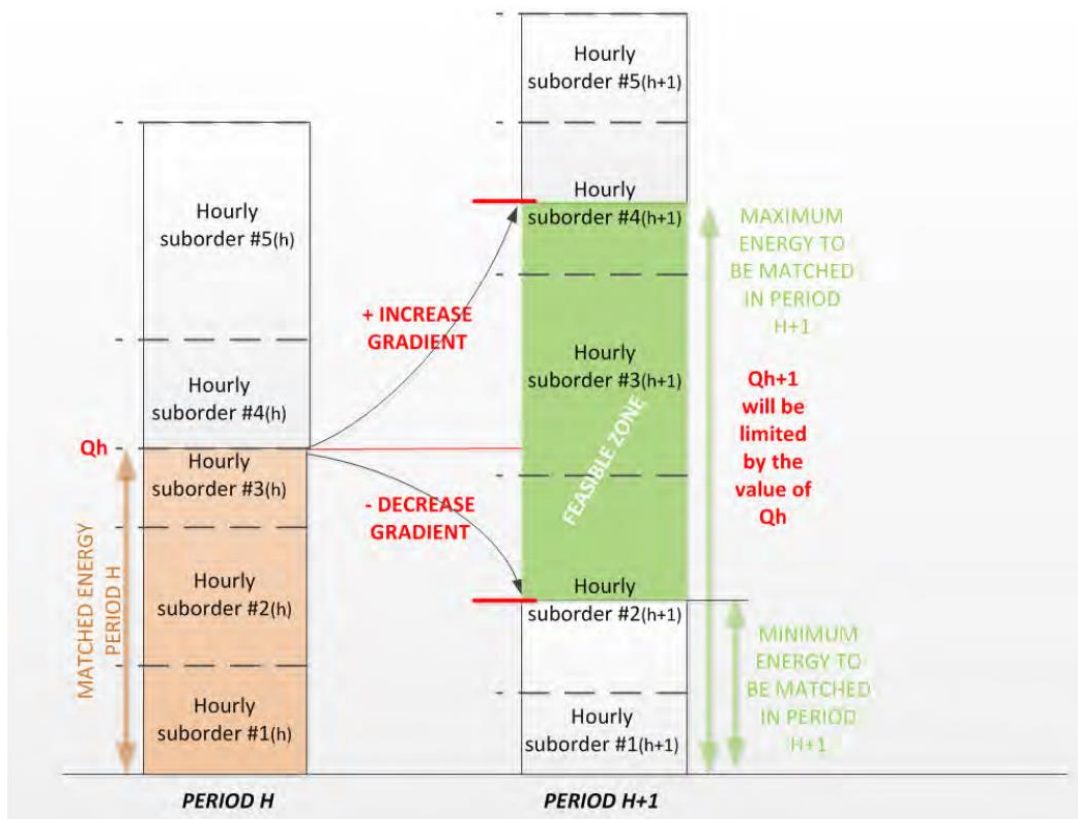 Hourly
suborder #5(h+1)
Hourly
suborder #4(h+1)
Hourly
suborder #3(h+1)
Hourly
suborder #2(h+1)
Hourly
suborder #1(h+1)
Hourly
suborder #5(h)
Hourly
suborder #4(h)
Hourly
suborder #3(h)
Hourly
suborder #2(h)
Hourly
suborder #1(h)
Qh
MATCHED ENERGY
PERIOD H
+ INCREASE
GRADIENT
- DECREASE
GRADIENT
FEASIBLE ZONE
MAXIMUM
ENERGY TO
BE MATCHED
IN PERIOD
H+1
Qh+1
will be
limited
by the
value of
Qh
MINIMUM
ENERGY TO
BE MATCHED
IN PERIOD
H+1
PERIOD H
PERIOD H+1